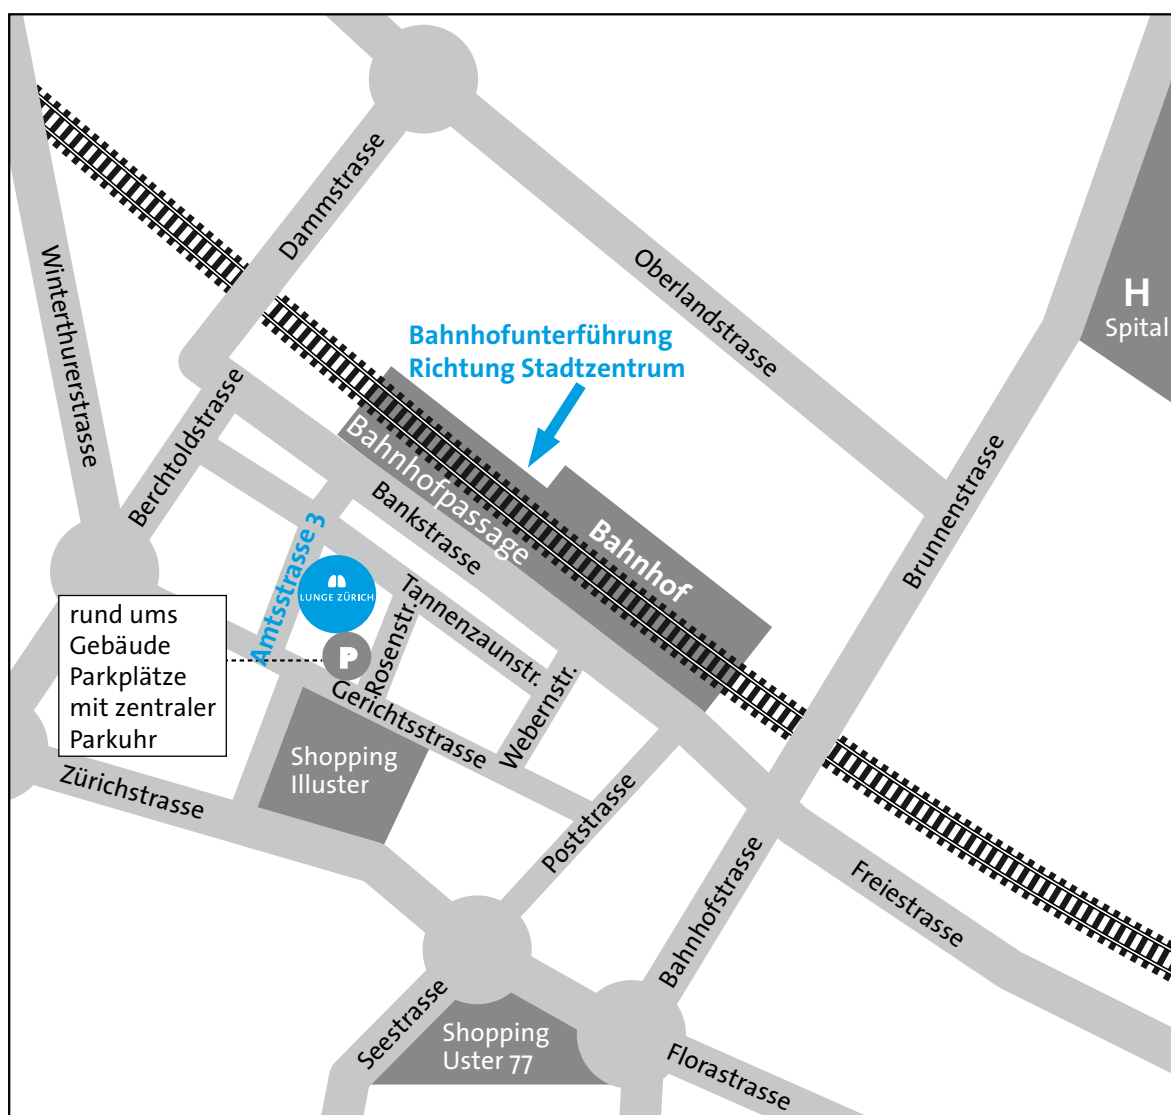 Dammstrasse
Winterthurerstrasse
Oberlandstrasse
H
Spital
Bahnhofunterführung
Richtung Stadtzentrum
Berchtoldstrasse
Bahnhofpassage
Bahnhof
Bankstrasse
Brunnenstrasse
Amtsstrasse 3
LUNGE ZÜRICH
Tannenzaunstr.
rund ums
Gebäude
Parkplätze
mit zentraler
Parkuhr
P
Rosenstr.
Gerichtsstrasse
Webernstr.
Shopping
Illuster
Zürichstrasse
Poststrasse
Bahnhofstrasse
Freiestrasse
Seestrasse
Shopping
Uster 77
Florastrasse